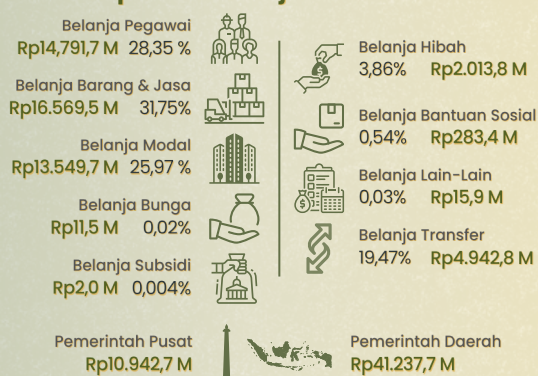 Belanja Pegawai
Rp14,791,7 M 28,35 %
Belanja Barang & Jasa
Rp16.569,5 M 31,75%
Belanja Modal
Rp13.549,7 M 25,97 %
Belanja Bunga
Rp11,5 M 0,02%
Belanja Subsidi
Rp2,0 M 0,004%
Belanja Hibah
3,86% Rp2.013,8 M
Belanja Bantuan Sosial
0,54% Rp283,4 M
Belanja Lain-Lain
0,03% Rp15,9 M
Belanja Transfer
19,47% Rp4.942,8 M
Pemerintah Pusat
Rp10.942,7 M
Pemerintah Daerah
Rp41.237,7 M